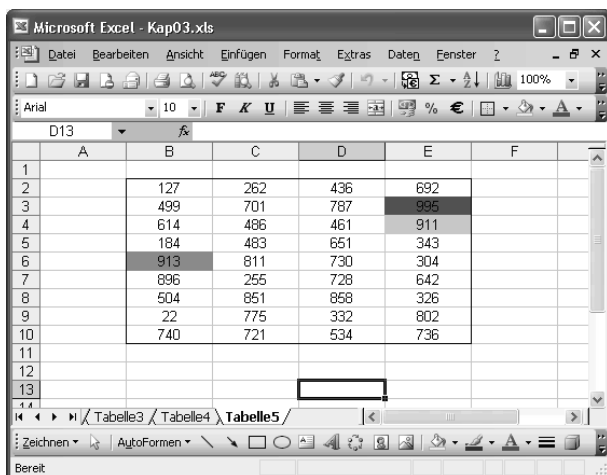 Microsoft Excel - Kap03.xls
Datei Bearbeiten Ansicht Einfügen Format Extras Daten Fenster ?
100%
Arial 10 F K U % €
D13 fx
A B C D E F
1
2 127 262 436 692
3 499 701 787 995
4 614 486 461 911
5 184 483 651 343
6 913 811 730 304
7 896 255 728 642
8 504 851 858 326
9 22 775 332 802
10 740 721 534 736
11
12
13
14
Tabelle3 Tabelle4 Tabelle5
Zeichnen AutoFormen
Bereit